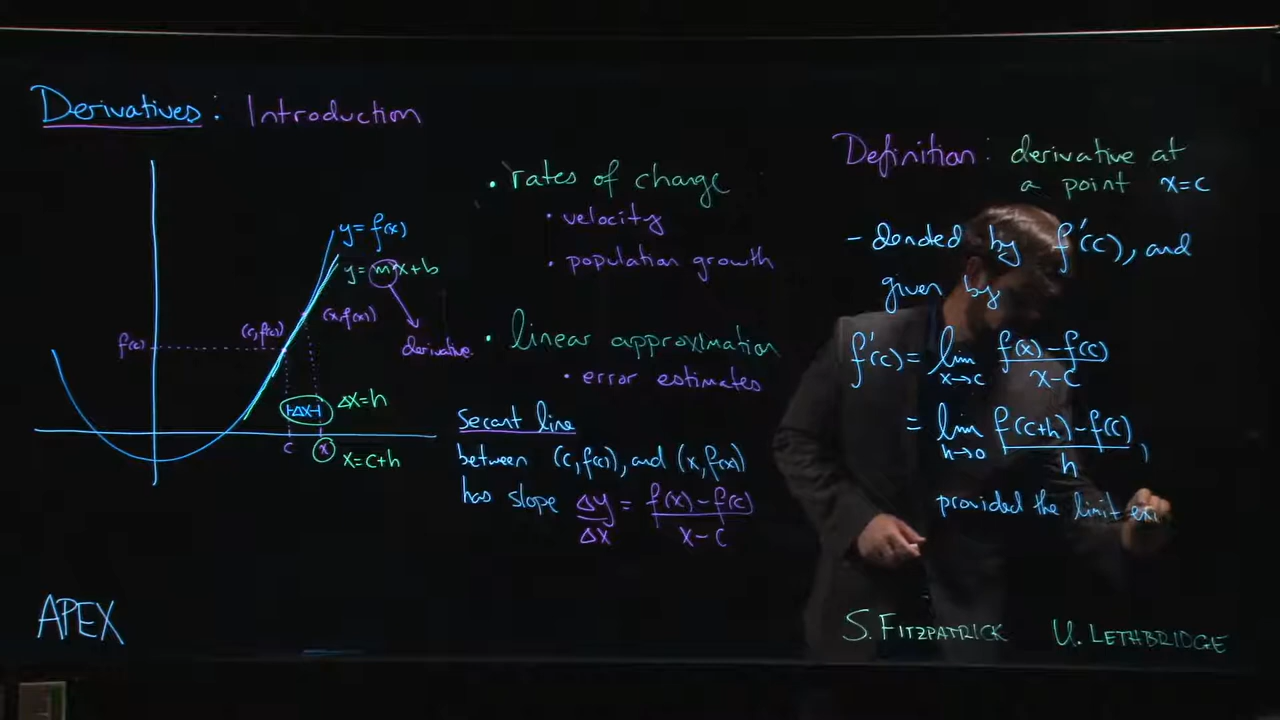 Derivatives: Introduction
y = f(x)
y = m·x+b
(c, f(c))
(x, f(x))
f(c)
derivative
Δx
Δx=h
c
x
x=c+h
• rates of change
• velocity
• population growth
• linear approximation
• error estimates
Secant line
between (c, f(c)), and (x, f(x))
has slope Δy/Δx = f(x)-f(c)/x-c
Definition: derivative at
a point x=c
- denoted by f'(c), and
given by
f'(c) = lim x→c f(x)-f(c)/x-c
= lim h→0 f(c+h)-f(c)/h,
provided the limit exi
APEX
S. FITZPATRICK U. LETHBRIDGE